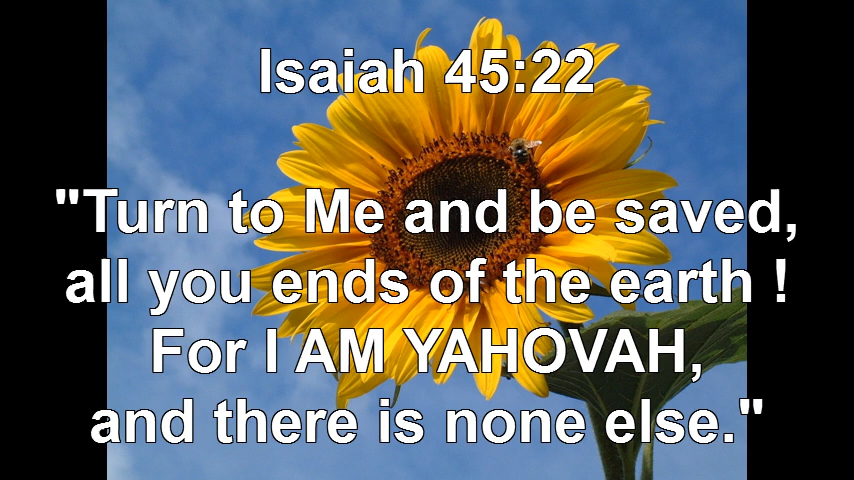 Isaiah 45:22
"Turn to Me and be saved,
all you ends of the earth !
For I AM YAHOVAH,
and there is none else."